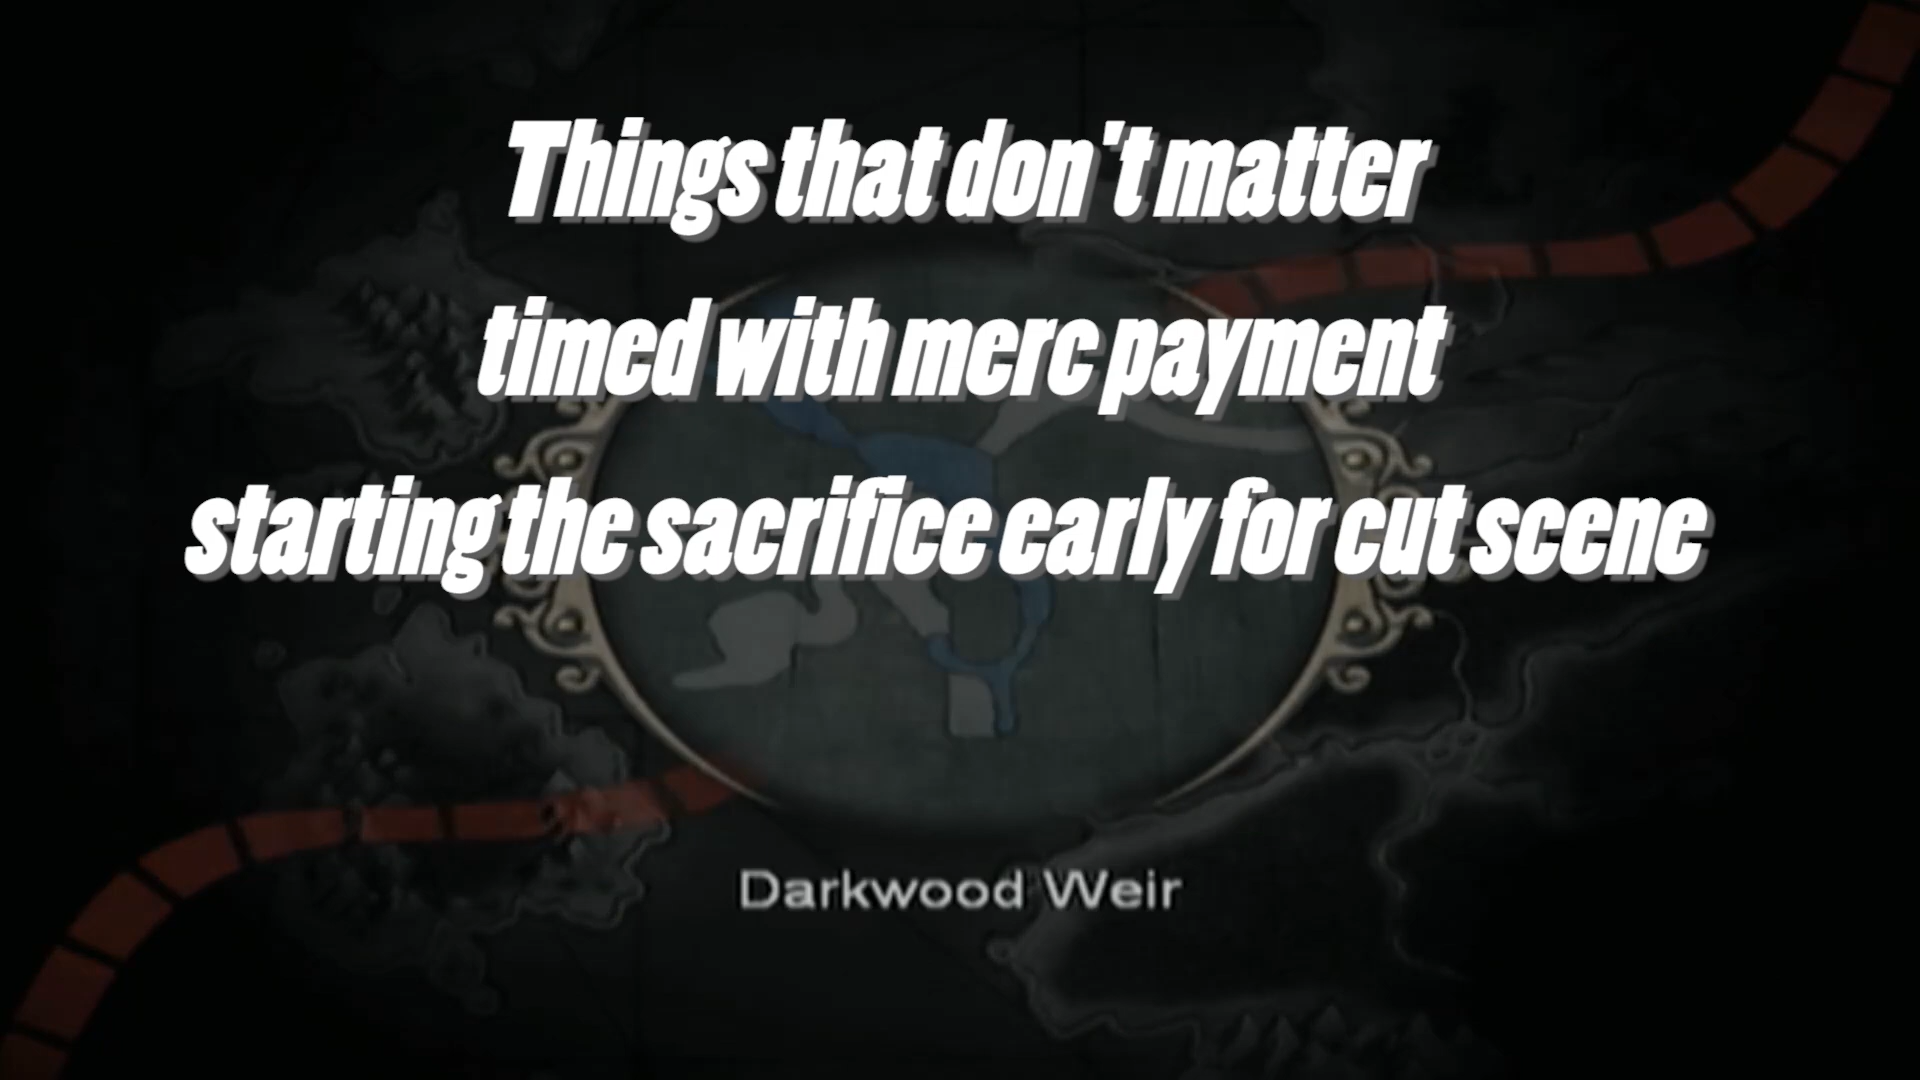 Things that don't matter
timed with merc payment
starting the sacrifice early for cut scene
Darkwood Weir